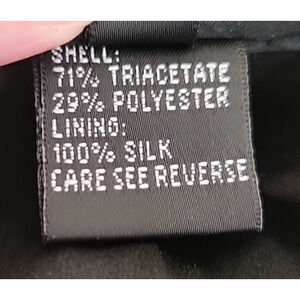 SHELL:
71% TRIACETATE
29% POLYESTER
LINING:
100% SILK
CARE SEE REVERSE